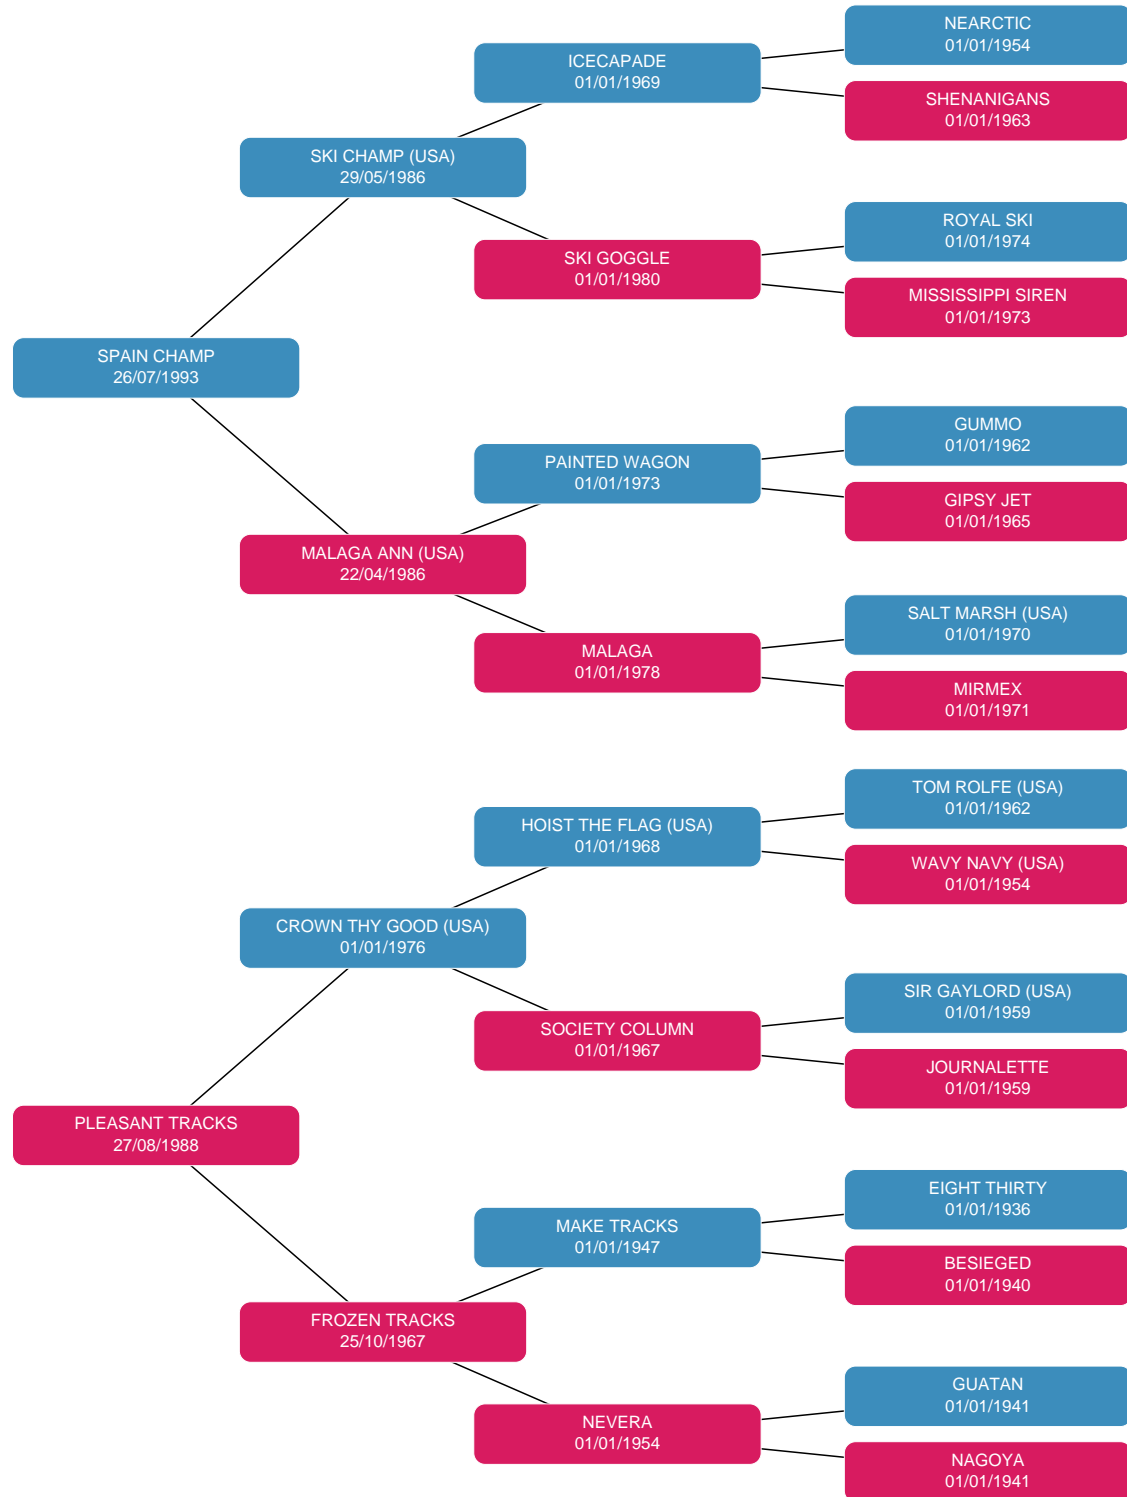 NEARCTIC
01/01/1954
ICECAPADE
01/01/1969
SHENANIGANS
01/01/1963
SKI CHAMP (USA)
29/05/1986
ROYAL SKI
01/01/1974
SKI GOGGLE
01/01/1980
MISSISSIPPI SIREN
01/01/1973
SPAIN CHAMP
26/07/1993
GUMMO
01/01/1962
PAINTED WAGON
01/01/1973
GIPSY JET
01/01/1965
MALAGA ANN (USA)
22/04/1986
SALT MARSH (USA)
01/01/1970
MALAGA
01/01/1978
MIRMEX
01/01/1971
TOM ROLFE (USA)
01/01/1962
HOIST THE FLAG (USA)
01/01/1968
WAVY NAVY (USA)
01/01/1954
CROWN THY GOOD (USA)
01/01/1976
SIR GAYLORD (USA)
01/01/1959
SOCIETY COLUMN
01/01/1967
JOURNALETTE
01/01/1959
PLEASANT TRACKS
27/08/1988
EIGHT THIRTY
01/01/1936
MAKE TRACKS
01/01/1947
BESIEGED
01/01/1940
FROZEN TRACKS
25/10/1967
GUATAN
01/01/1941
NEVERA
01/01/1954
NAGOYA
01/01/1941